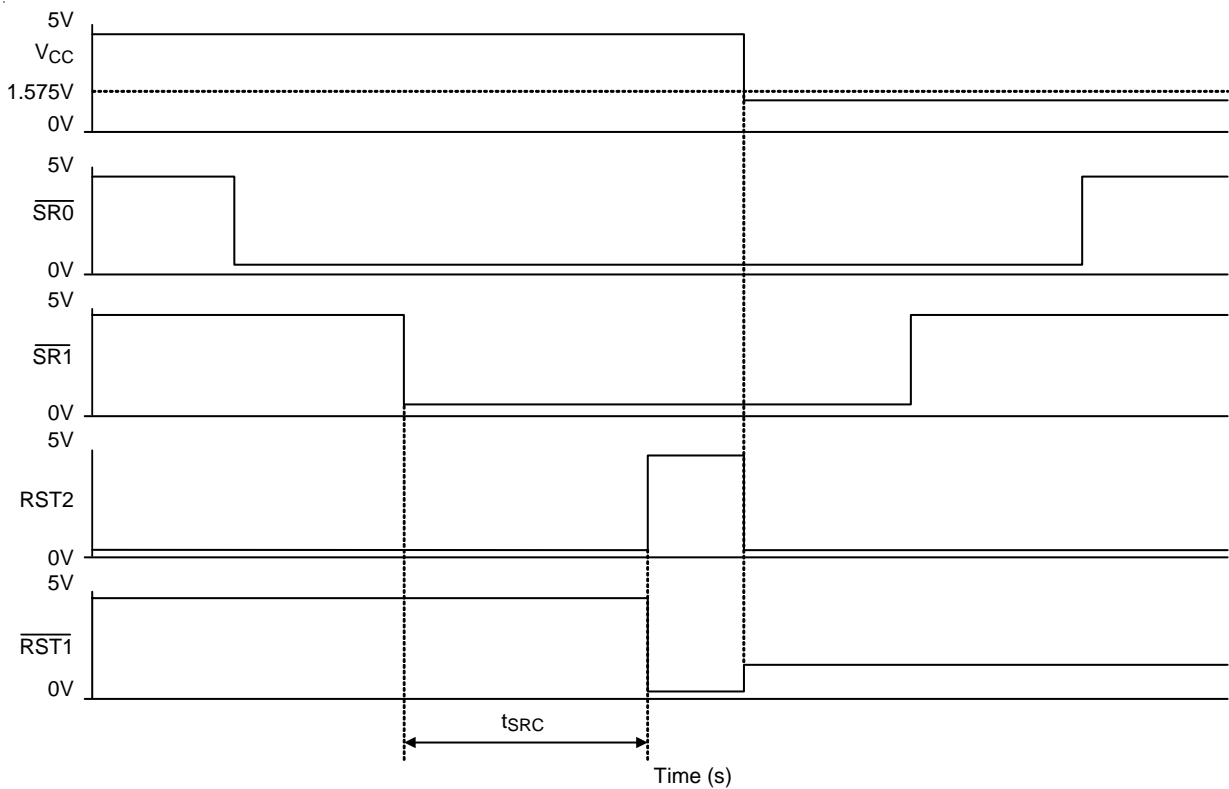 5V
VCC
1.575V
0V
5V
SR0
0V
5V
SR1
0V
5V
RST2
0V
5V
RST1
0V
tSRC
Time (s)